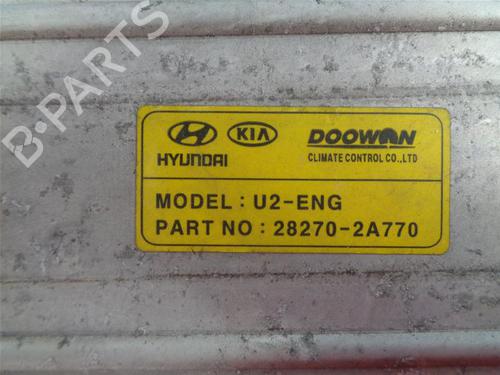 HYUNDAI
KIA
DOOWON
CLIMATE CONTROL CO.,LTD
MODEL : U2-ENG
PART NO : 28270-2A770
B-PARTS